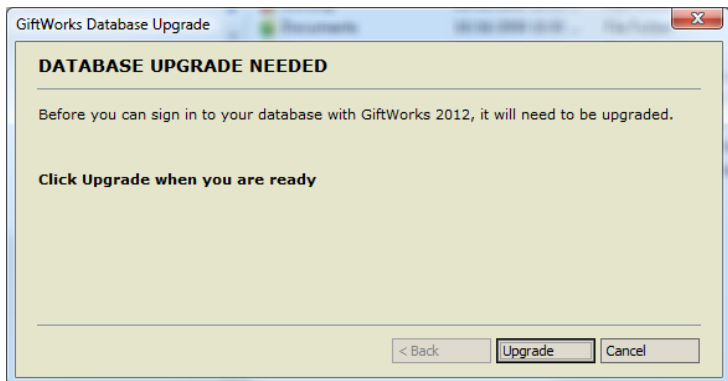 GiftWorks Database Upgrade
DATABASE UPGRADE NEEDED
Before you can sign in to your database with GiftWorks 2012, it will need to be upgraded.
Click Upgrade when you are ready
< Back Upgrade Cancel